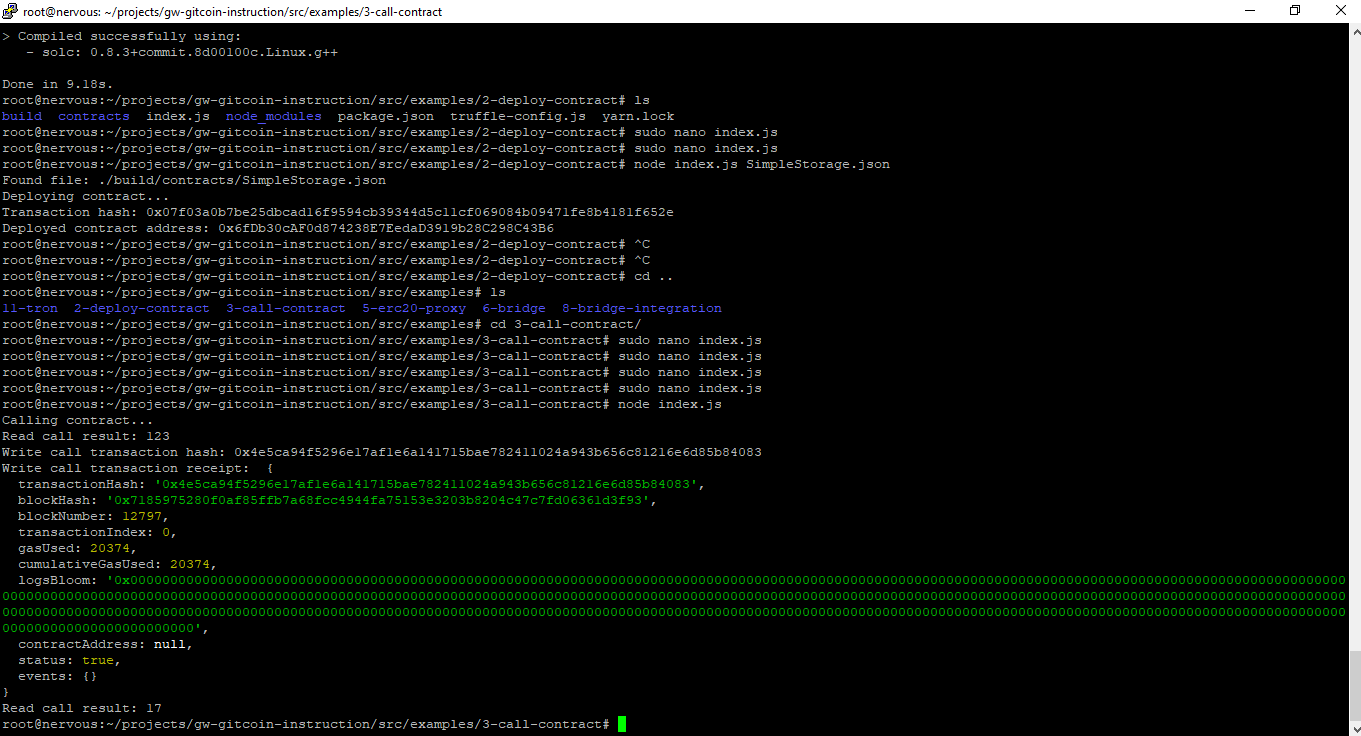 root@nervous: ~/projects/gw-gitcoin-instruction/src/examples/3-call-contract
> Compiled successfully using:
   - solc: 0.8.3+commit.8d00100c.Linux.g++
Done in 9.18s.
root@nervous:~/projects/gw-gitcoin-instruction/src/examples/2-deploy-contract# ls
build  contracts  index.js  node_modules  package.json  truffle-config.js  yarn.lock
root@nervous:~/projects/gw-gitcoin-instruction/src/examples/2-deploy-contract# sudo nano index.js
root@nervous:~/projects/gw-gitcoin-instruction/src/examples/2-deploy-contract# sudo nano index.js
root@nervous:~/projects/gw-gitcoin-instruction/src/examples/2-deploy-contract# node index.js SimpleStorage.json
Found file: ./build/contracts/SimpleStorage.json
Deploying contract...
Transaction hash: 0x07f03a0b7be25dbcad16f9594cb39344d5c11cf069084b09471fe8b4181f652e
Deployed contract address: 0x6fDb30cAF0d874238E7EedaD3919b28C298C43B6
root@nervous:~/projects/gw-gitcoin-instruction/src/examples/2-deploy-contract# ^C
root@nervous:~/projects/gw-gitcoin-instruction/src/examples/2-deploy-contract# ^C
root@nervous:~/projects/gw-gitcoin-instruction/src/examples/2-deploy-contract# cd ..
root@nervous:~/projects/gw-gitcoin-instruction/src/examples# ls
11-tron  2-deploy-contract  3-call-contract  5-erc20-proxy  6-bridge  8-bridge-integration
root@nervous:~/projects/gw-gitcoin-instruction/src/examples# cd 3-call-contract/
root@nervous:~/projects/gw-gitcoin-instruction/src/examples/3-call-contract# sudo nano index.js
root@nervous:~/projects/gw-gitcoin-instruction/src/examples/3-call-contract# sudo nano index.js
root@nervous:~/projects/gw-gitcoin-instruction/src/examples/3-call-contract# sudo nano index.js
root@nervous:~/projects/gw-gitcoin-instruction/src/examples/3-call-contract# sudo nano index.js
root@nervous:~/projects/gw-gitcoin-instruction/src/examples/3-call-contract# node index.js
Calling contract...
Read call result: 123
Write call transaction hash: 0x4e5ca94f5296e17af1e6a141715bae782411024a943b656c81216e6d85b84083
Write call transaction receipt:  {
  transactionHash: '0x4e5ca94f5296e17af1e6a141715bae782411024a943b656c81216e6d85b84083',
  blockHash: '0x7185975280f0af85ffb7a68fcc4944fa75153e3203b8204c47c7fd06361d3f93',
  blockNumber: 12797,
  transactionIndex: 0,
  gasUsed: 20374,
  cumulativeGasUsed: 20374,
  logsBloom: '0x00000000000000000000000000000000000000000000000000000000000000000000000000000000000000000000000000000000000000000000000000000000000000000000000000000000
000000000000000000000000000000000000000000000000000000000000000000000000000000000000000000000000000000000000000000000000000000000000000000000000000000000000000000000000
000000000000000000000000000000000000000000000000000000000000000000000000000000000000000000000000000000000000000000000000000000000000000000000000000000000000000000000000
000000000000000000000000',
  contractAddress: null,
  status: true,
  events: {}
}
Read call result: 17
root@nervous:~/projects/gw-gitcoin-instruction/src/examples/3-call-contract#